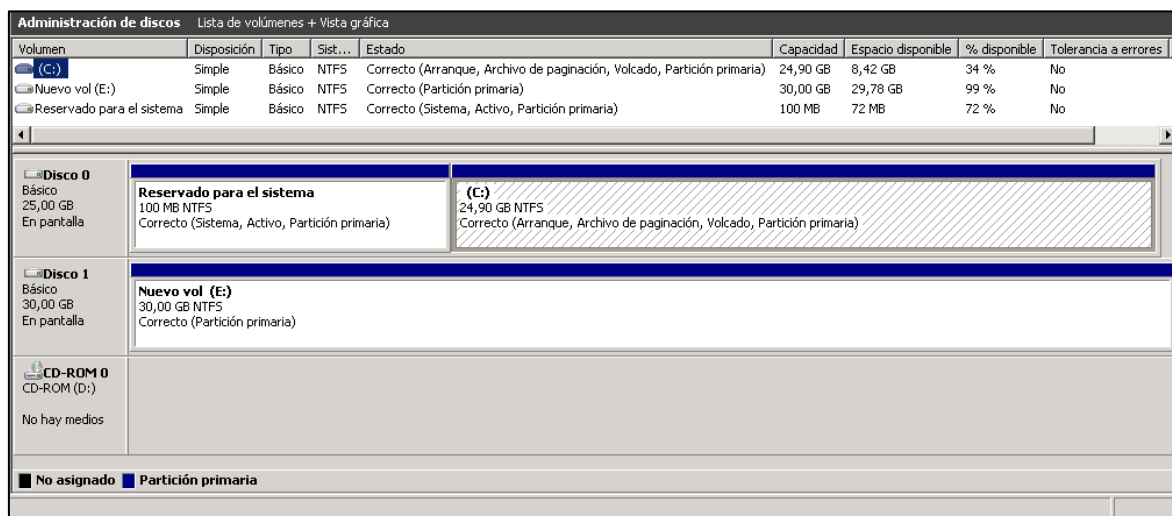 Administración de discos Lista de volúmenes + Vista gráfica
Volumen Disposición Tipo Sist... Estado Capacidad Espacio disponible % disponible Tolerancia a errores
(C:) Simple Básico NTFS Correcto (Arranque, Archivo de paginación, Volcado, Partición primaria) 24,90 GB 8,42 GB 34 % No
Nuevo vol (E:) Simple Básico NTFS Correcto (Partición primaria) 30,00 GB 29,78 GB 99 % No
Reservado para el sistema Simple Básico NTFS Correcto (Sistema, Activo, Partición primaria) 100 MB 72 MB 72 % No
Disco 0
Básico
25,00 GB
En pantalla
Reservado para el sistema
100 MB NTFS
Correcto (Sistema, Activo, Partición primaria)
(C:)
24,90 GB NTFS
Correcto (Arranque, Archivo de paginación, Volcado, Partición primaria)
Disco 1
Básico
30,00 GB
En pantalla
Nuevo vol (E:)
30,00 GB NTFS
Correcto (Partición primaria)
CD-ROM 0
CD-ROM (D:)
No hay medios
No asignado Partición primaria